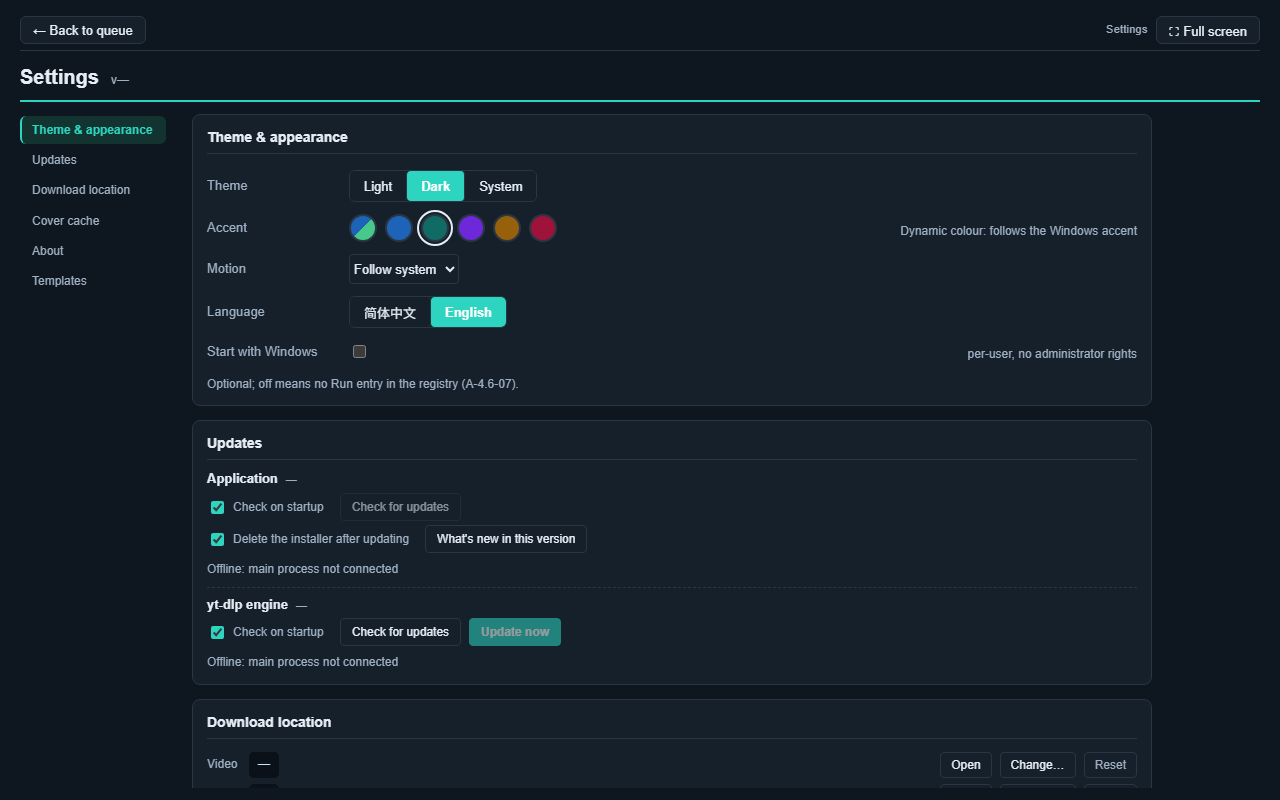 ← Back to queue
Settings
Full screen
Settings v—
Theme & appearance
Updates
Download location
Cover cache
About
Templates
Theme & appearance
Theme Light Dark System
Accent Dynamic colour: follows the Windows accent
Motion Follow system
Language 简体中文 English
Start with Windows per-user, no administrator rights
Optional; off means no Run entry in the registry (A-4.6-07).
Updates
Application —
Check on startup Check for updates
Delete the installer after updating What's new in this version
Offline: main process not connected
yt-dlp engine —
Check on startup Check for updates Update now
Offline: main process not connected
Download location
Video — Open Change... Reset